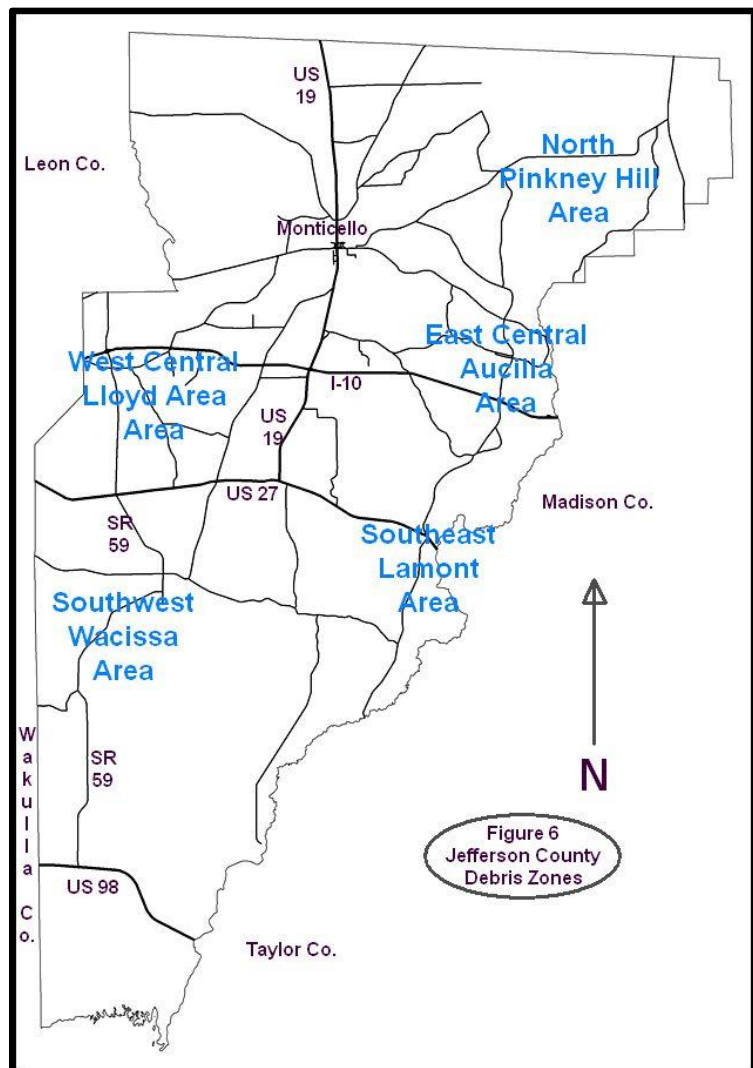 US
19
North
Pinkney Hill
Area
Leon Co.
Monticello
East Central
Aucilla
Area
West Central
Lloyd Area
Area
I-10
US
19
US 27
Madison Co.
SR
59
Southeast
Lamont
Area
Southwest
Wacissa
Area
Wakulla Co.
SR
59
N
Figure 6
Jefferson County
Debris Zones
US 98
Taylor Co.